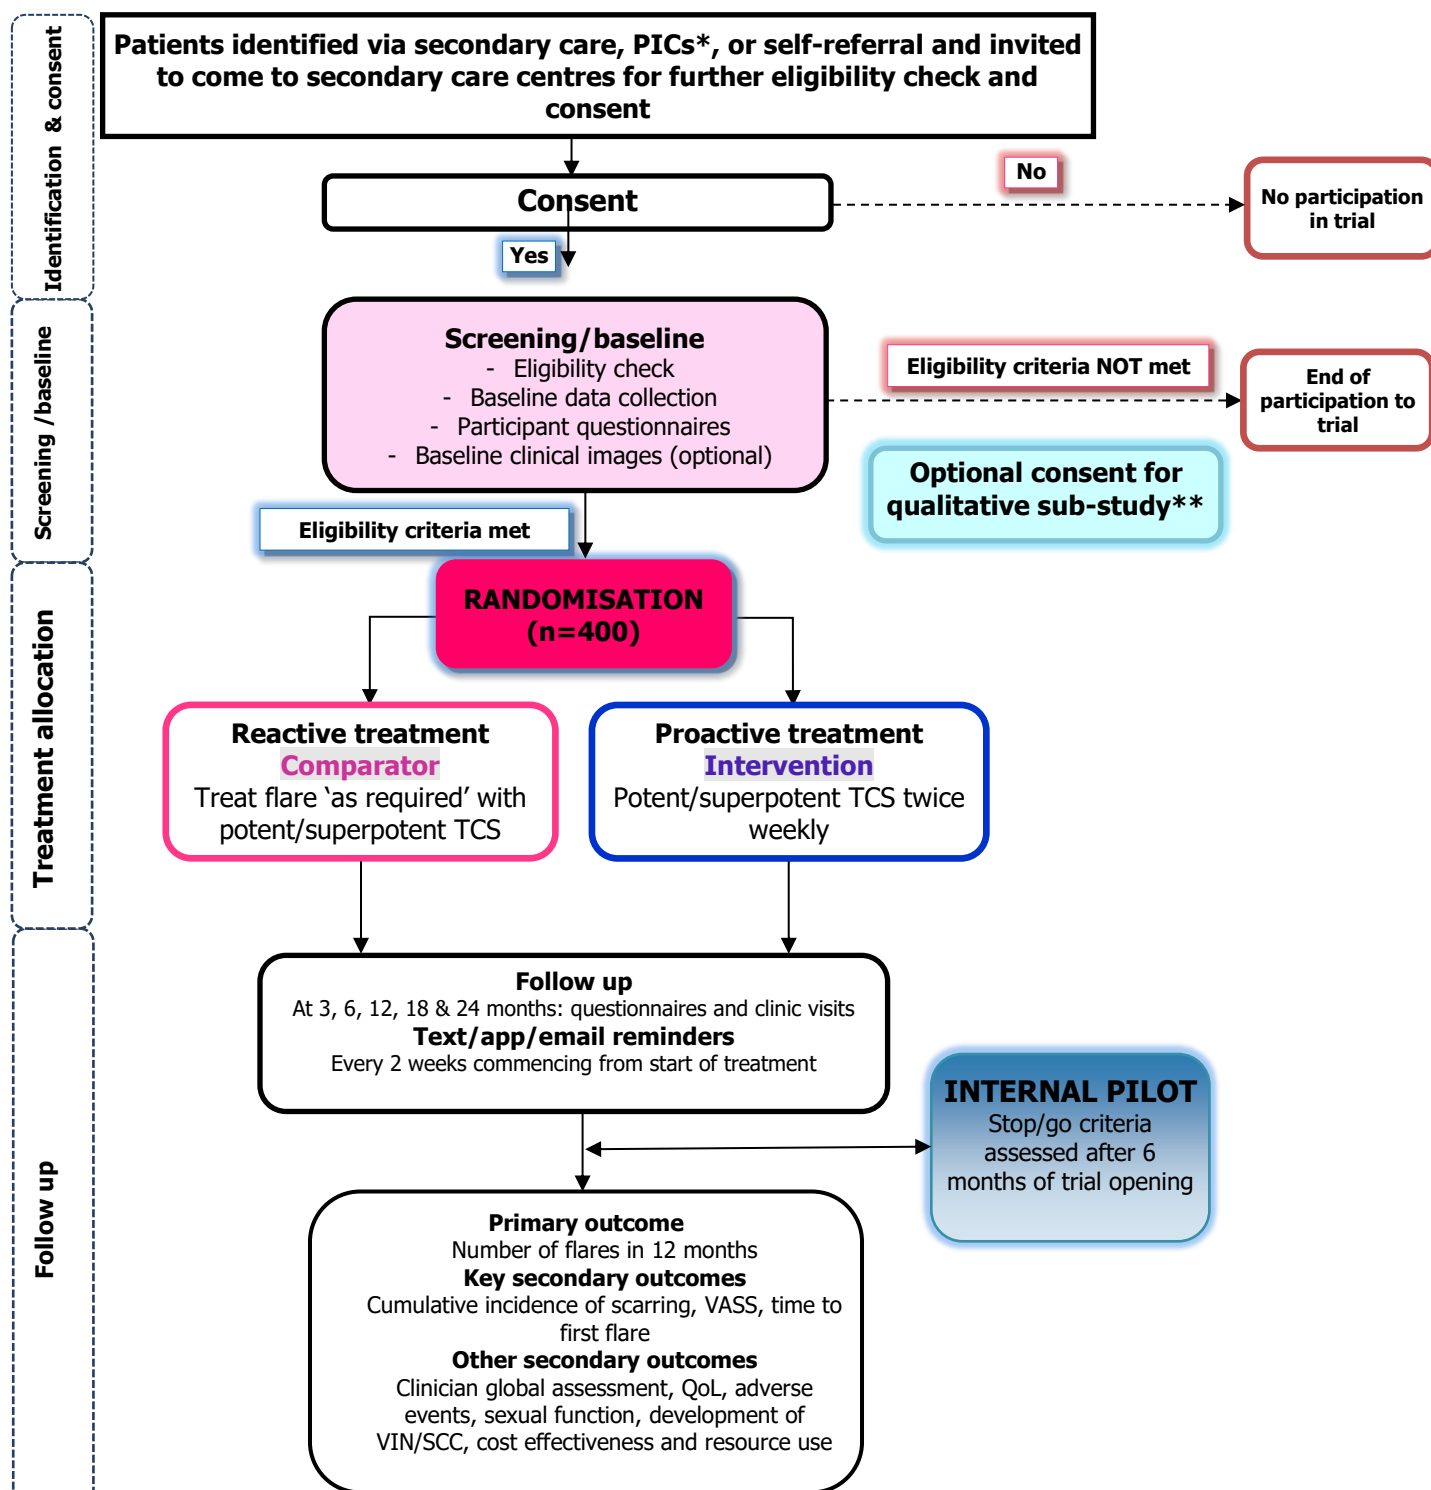 Identification & consent
Patients identified via secondary care, PICs*, or self-referral and invited
to come to secondary care centres for further eligibility check and
consent
Consent
No
No participation
in trial
Yes
Screening /baseline
Screening/baseline
- Eligibility check
- Baseline data collection
- Participant questionnaires
- Baseline clinical images (optional)
Eligibility criteria NOT met
End of
participation to
trial
Optional consent for
qualitative sub-study**
Eligibility criteria met
Treatment allocation
RANDOMISATION
(n=400)
Reactive treatment
Comparator
Treat flare ‘as required’ with
potent/superpotent TCS
Proactive treatment
Intervention
Potent/superpotent TCS twice
weekly
Follow up
Follow up
At 3, 6, 12, 18 & 24 months: questionnaires and clinic visits
Text/app/email reminders
Every 2 weeks commencing from start of treatment
INTERNAL PILOT
Stop/go criteria
assessed after 6
months of trial opening
Primary outcome
Number of flares in 12 months
Key secondary outcomes
Cumulative incidence of scarring, VASS, time to
first flare
Other secondary outcomes
Clinician global assessment, QoL, adverse
events, sexual function, development of
VIN/SCC, cost effectiveness and resource use